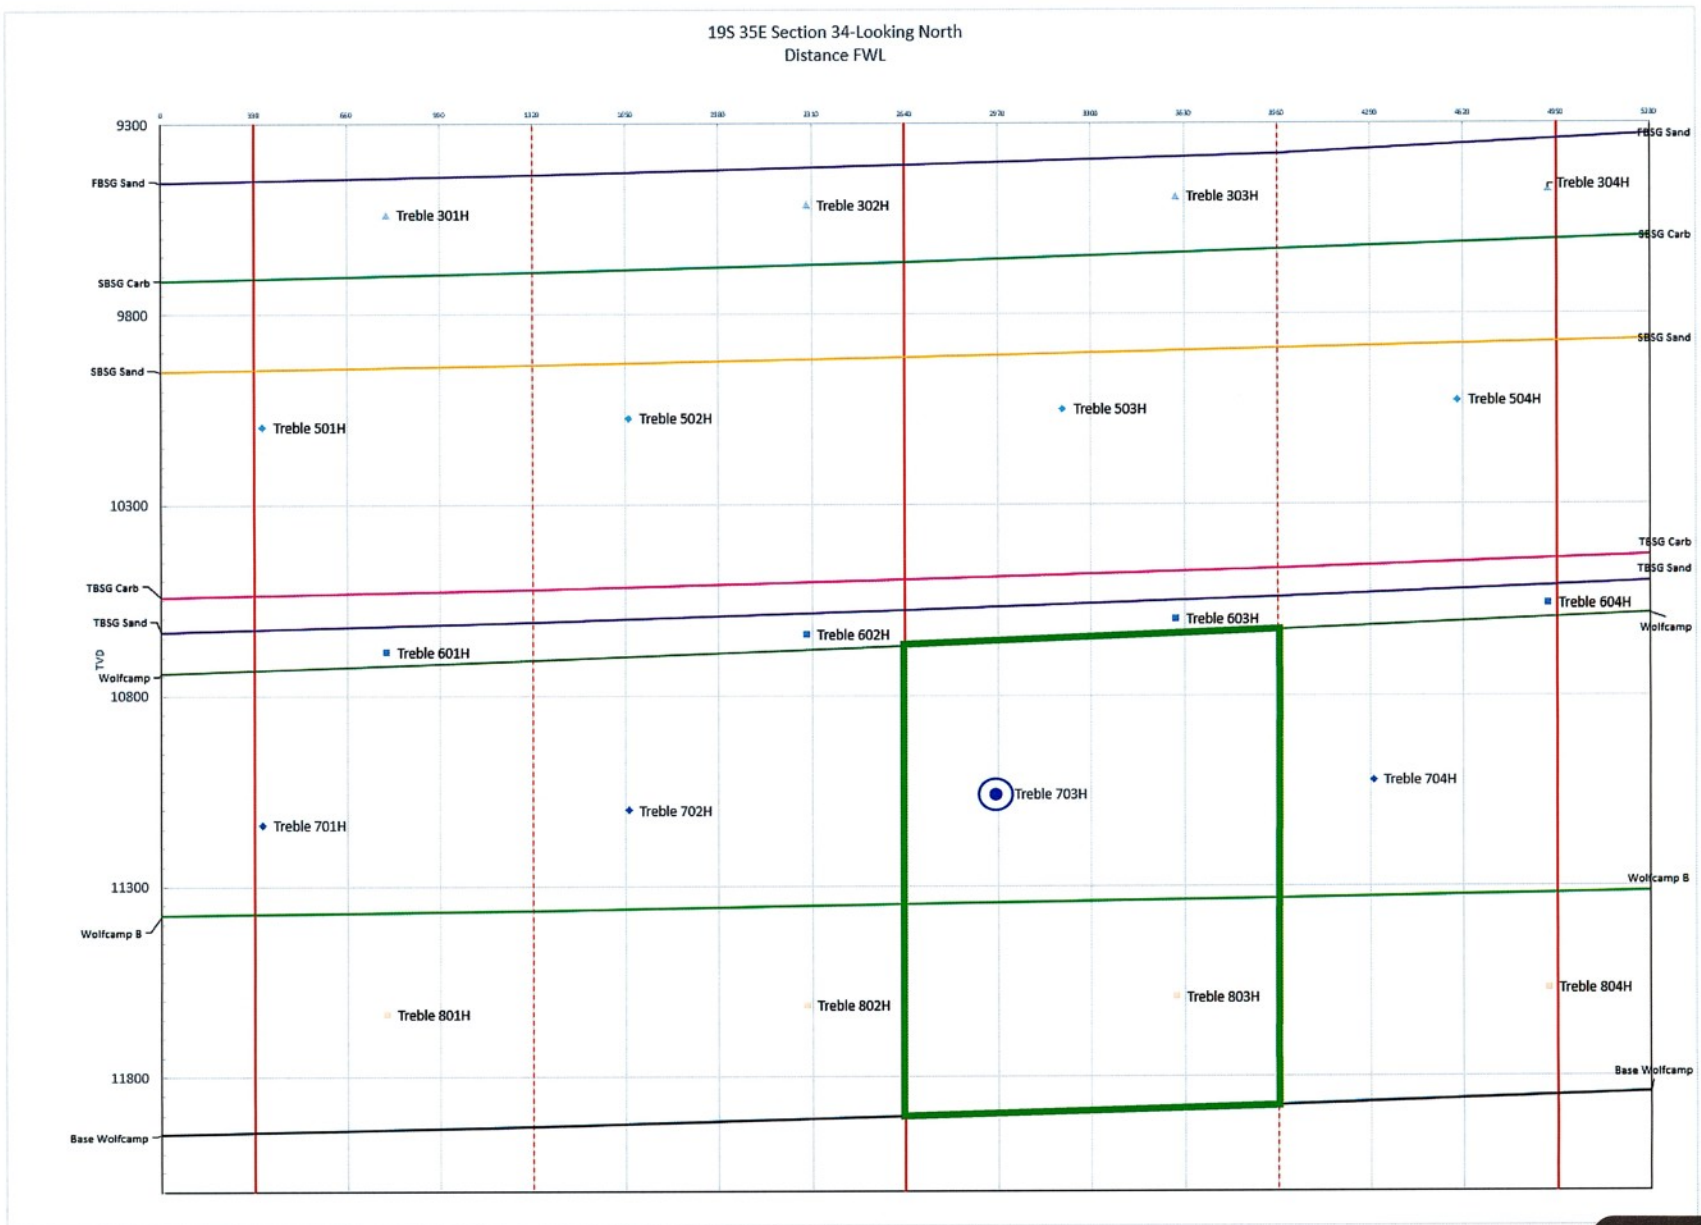 19S 35E Section 34-Looking North
Distance FWL
0 330 660 990 1320 1650 1980 2310 2640 2970 3300 3630 3960 4290 4620 4950 5280
9300
FBSG Sand
FBSG Sand
Treble 304H
Treble 303H
Treble 302H
Treble 301H
SBSG Carb
SBSG Carb
9800
SBSG Sand
SBSG Sand
Treble 504H
Treble 503H
Treble 502H
Treble 501H
10300
TBSG Carb
TBSG Sand
TBSG Carb
Treble 604H
Treble 603H
TBSG Sand
Wolfcamp
Treble 602H
Treble 601H
TVD
Wolfcamp
10800
Treble 704H
Treble 703H
Treble 702H
Treble 701H
Wolfcamp B
11300
Wolfcamp B
Treble 804H
Treble 803H
Treble 802H
Treble 801H
Base Wolfcamp
11800
Base Wolfcamp